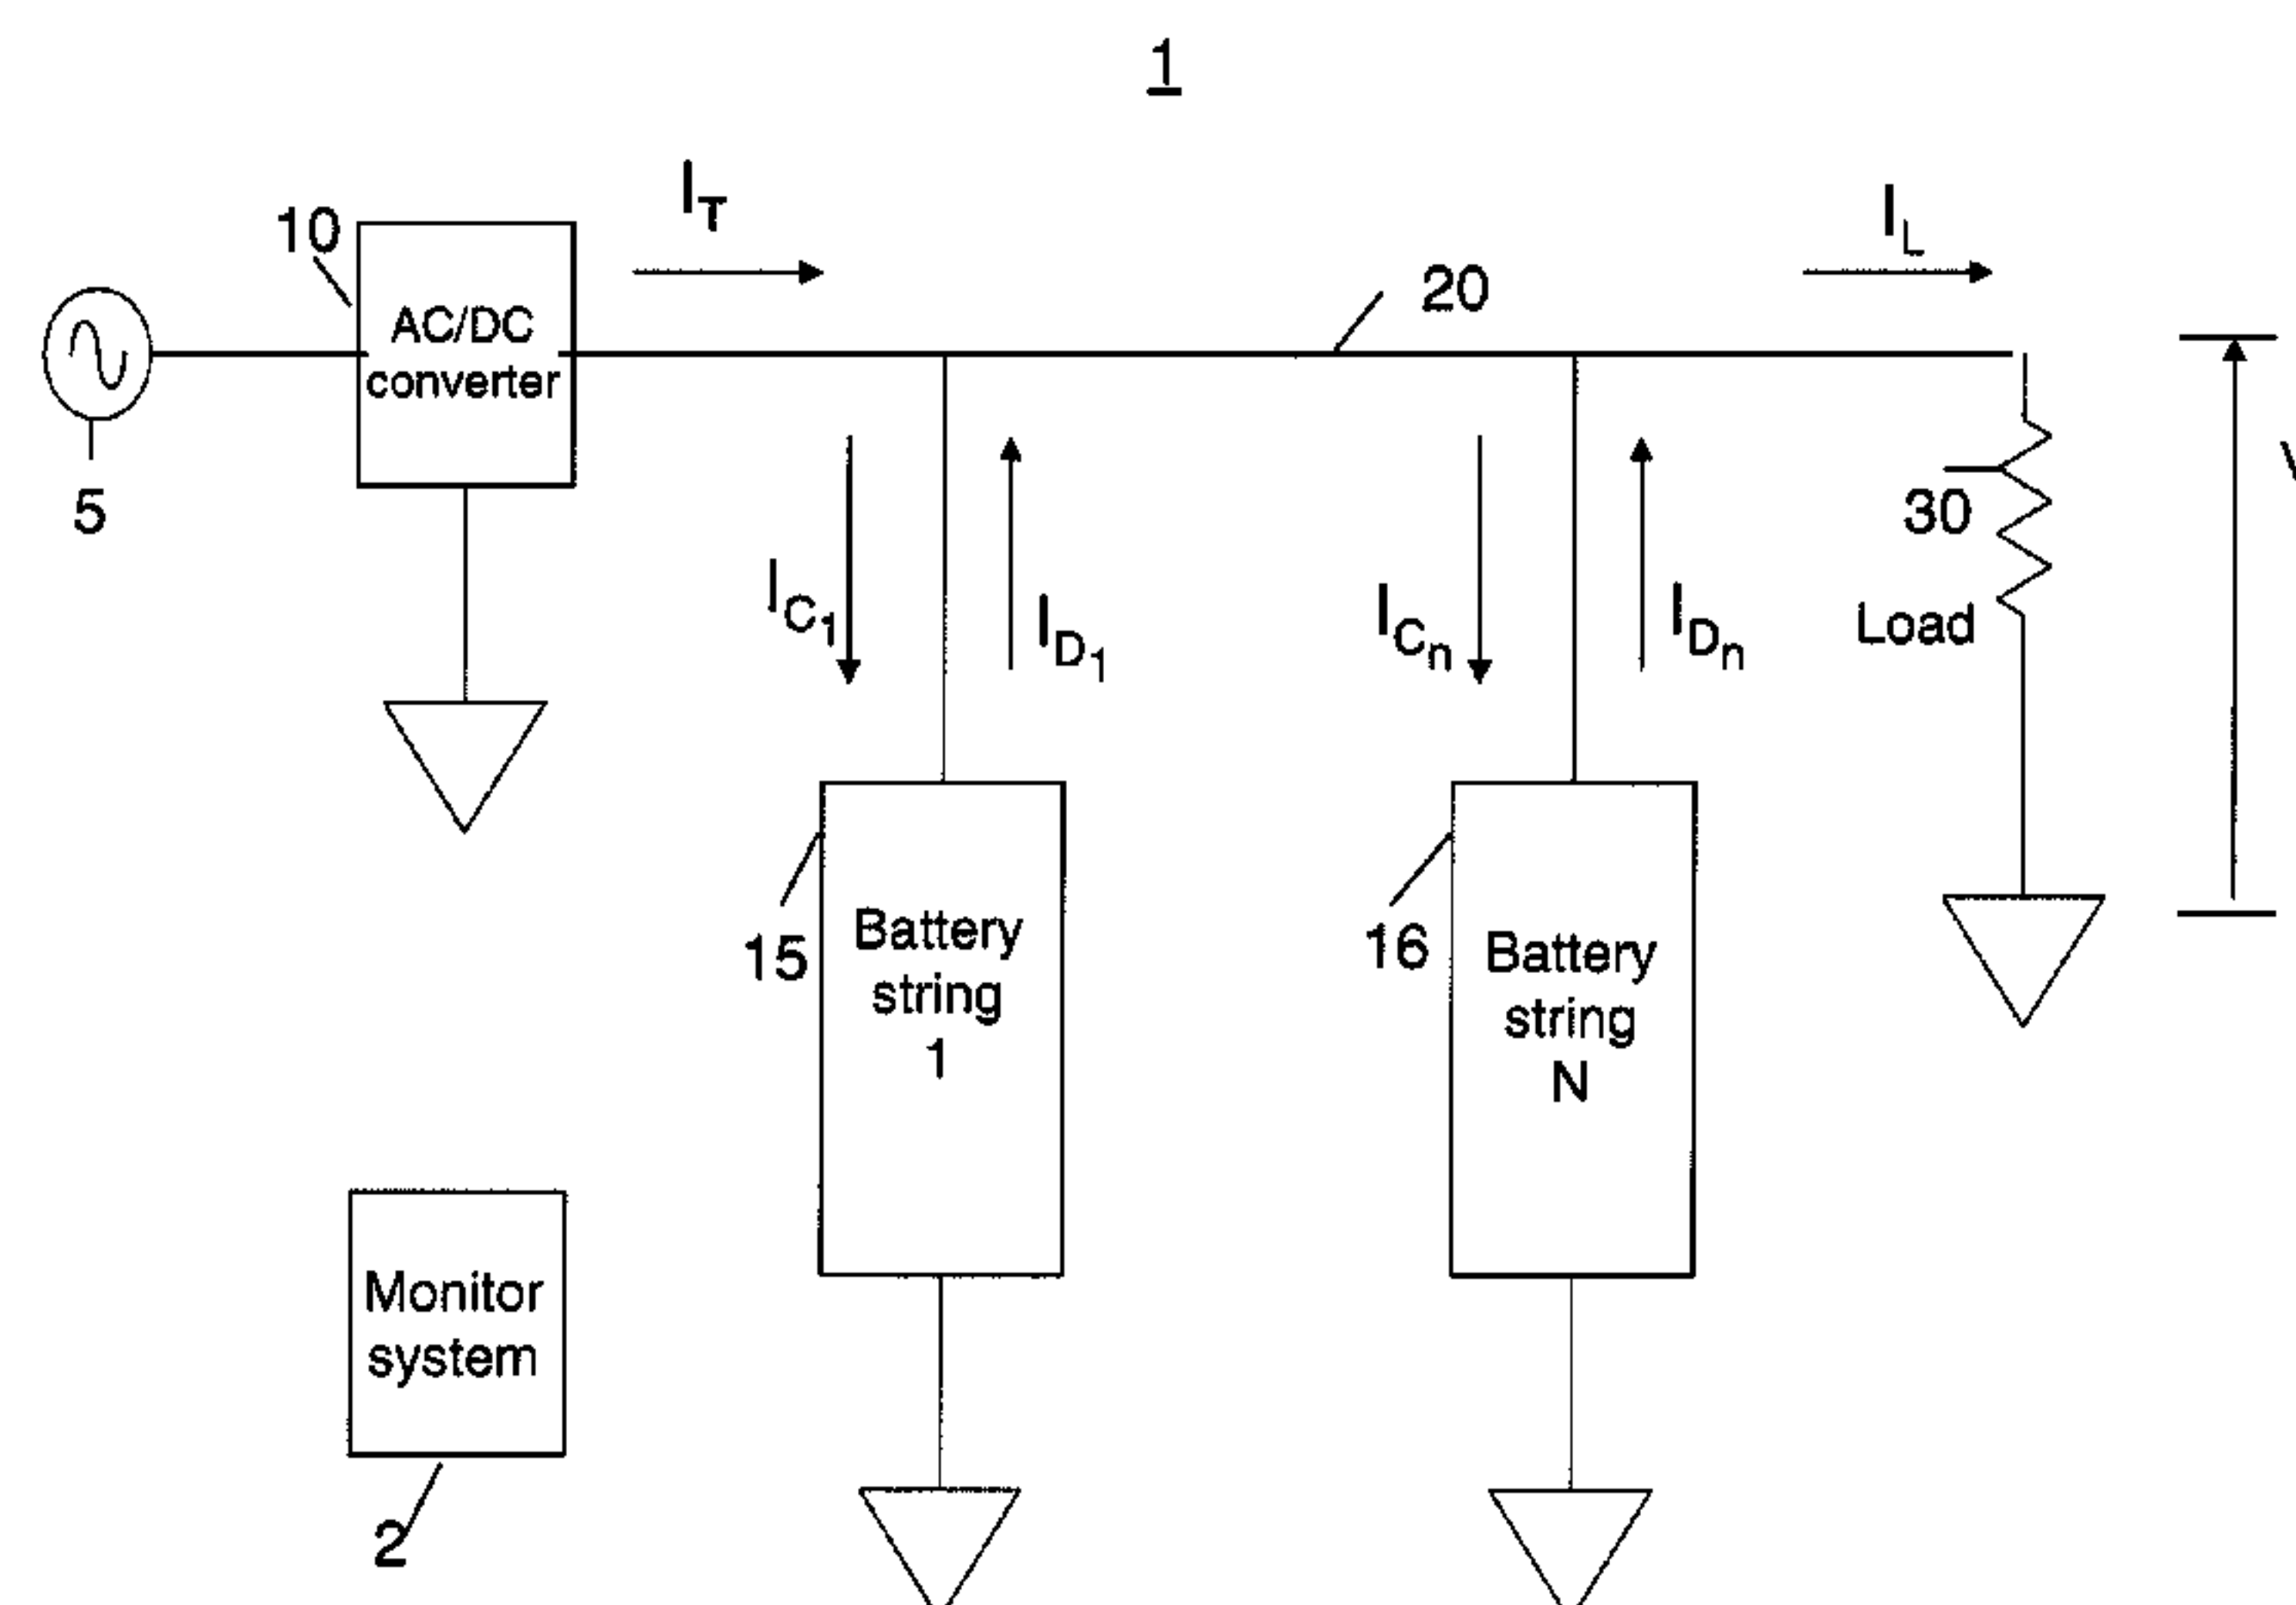 1
10
I_T
I_L
20
AC/DC
converter
5
30
Load
I_C1
I_D1
I_Cn
I_Dn
15
Battery
string
1
16
Battery
string
N
Monitor
system
2